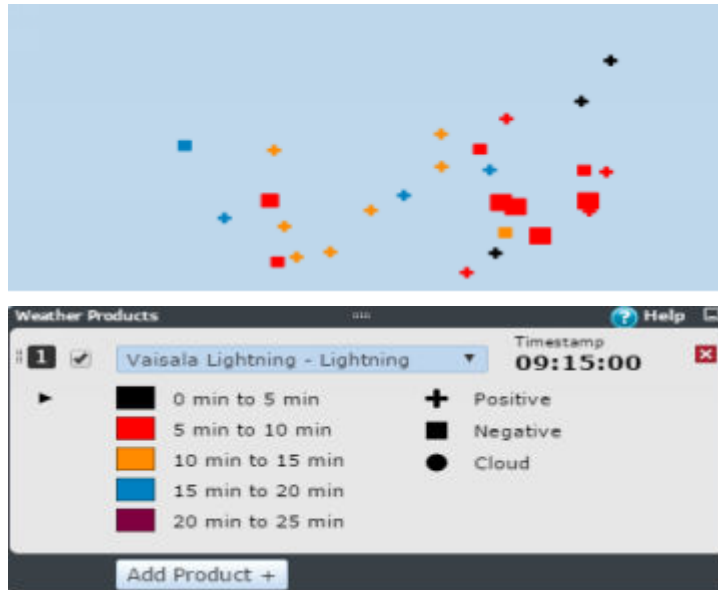 Weather Products
? Help
1 Vaisala Lightning - Lightning
Timestamp
09:15:00
0 min to 5 min
Positive
5 min to 10 min
Negative
10 min to 15 min
Cloud
15 min to 20 min
20 min to 25 min
Add Product +